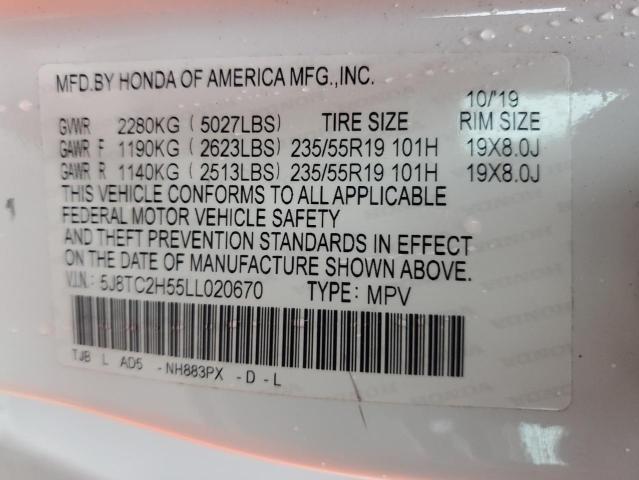 MFD.BY HONDA OF AMERICA MFG.,INC.
10/'19
GVWR 2280KG ( 5027LBS) TIRE SIZE RIM SIZE
GAWR F 1190KG ( 2623LBS) 235/55R19 101H 19X8.0J
GAWR R 1140KG ( 2513LBS) 235/55R19 101H 19X8.0J
THIS VEHICLE CONFORMS TO ALL APPLICABLE
FEDERAL MOTOR VEHICLE SAFETY
AND THEFT PREVENTION STANDARDS IN EFFECT
ON THE DATE OF MANUFACTURE SHOWN ABOVE.
V.I.N.: 5J8TC2H55LL020670 TYPE: MPV
TJB L AD5 -NH883PX -D-L